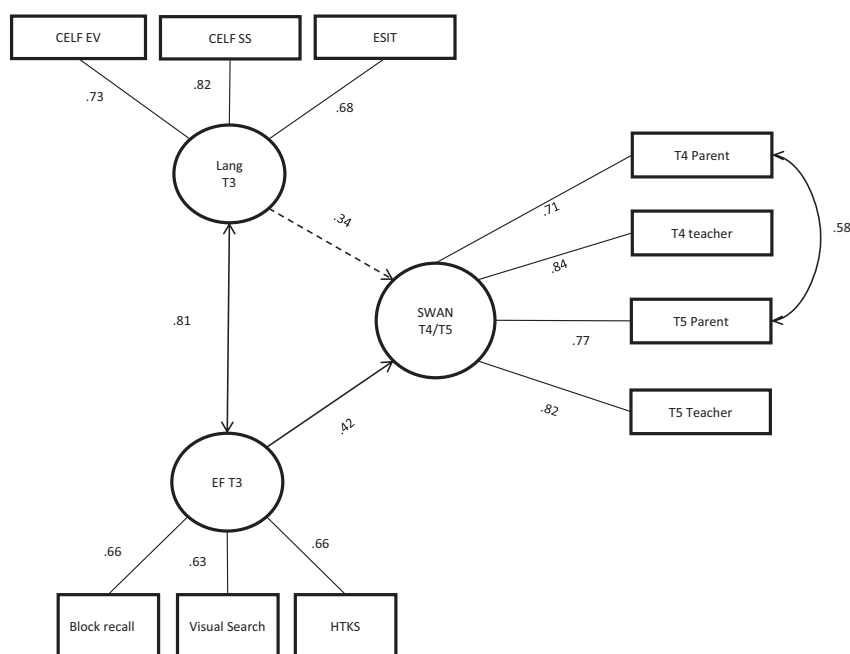 CELF EV
CELF SS
ESIT
.73
.82
.68
Lang
T3
T4 Parent
.34
.71
T4 teacher
.58
.84
.81
SWAN
T4/T5
T5 Parent
.77
.42
.82
T5 Teacher
EF T3
.66
.63
.66
Block recall
Visual Search
HTKS